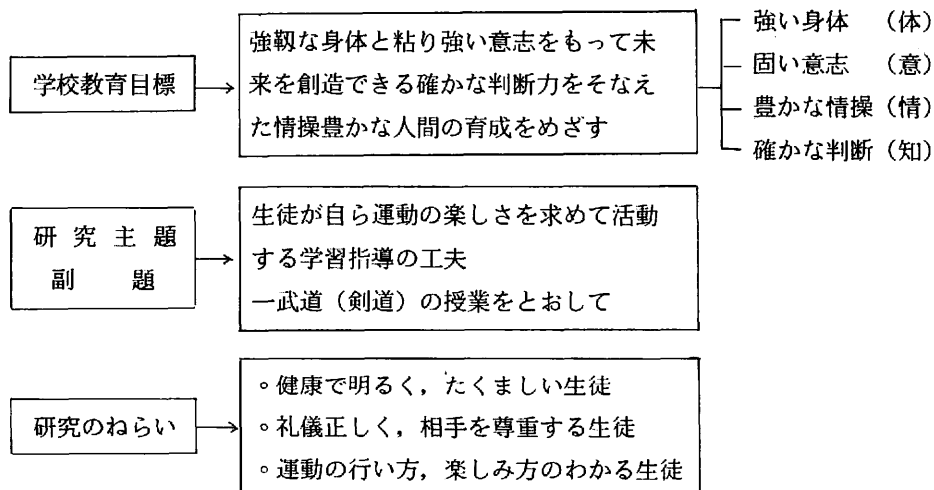 学校教育目標
強靱な身体と粘り強い意志をもって未
来を創造できる確かな判断力をそなえ
た情操豊かな人間の育成をめざす
強い身体 （体）
固い意志 （意）
豊かな情操（情）
確かな判断（知）
研究主題
副題
生徒が自ら運動の楽しさを求めて活動
する学習指導の工夫
―武道（剣道）の授業をとおして
研究のねらい
◦健康で明るく，たくましい生徒
◦礼儀正しく，相手を尊重する生徒
◦運動の行い方，楽しみ方のわかる生徒